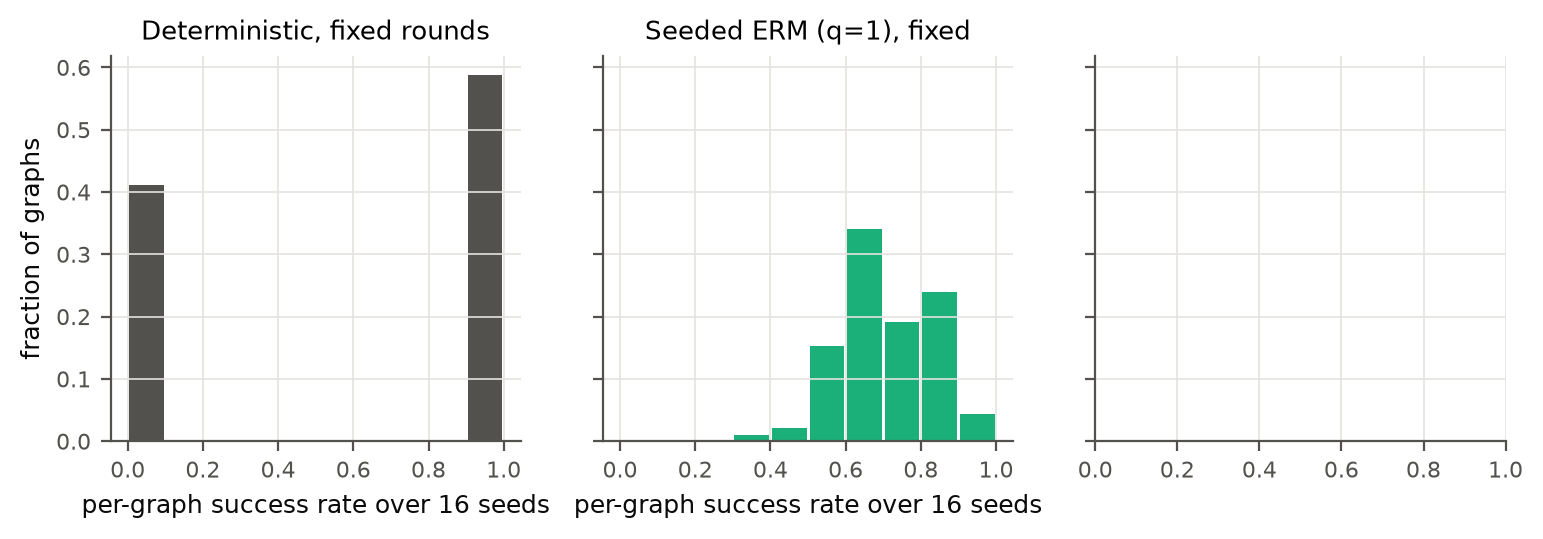 Deterministic, fixed rounds
Seeded ERM (q=1), fixed
fraction of graphs
0.6
0.5
0.4
0.3
0.2
0.1
0.0
0.0 0.2 0.4 0.6 0.8 1.0
0.0 0.2 0.4 0.6 0.8 1.0
0.0 0.2 0.4 0.6 0.8 1.0
per-graph success rate over 16 seeds
per-graph success rate over 16 seeds